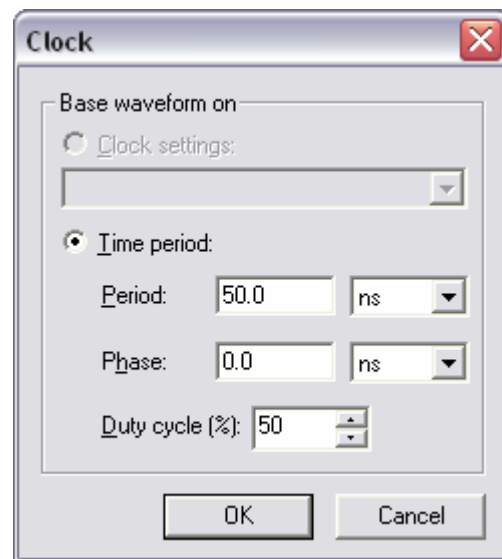 Clock
Base waveform on
Clock settings:
Time period:
Period: 50.0 ns
Phase: 0.0 ns
Duty cycle (%): 50
OK Cancel